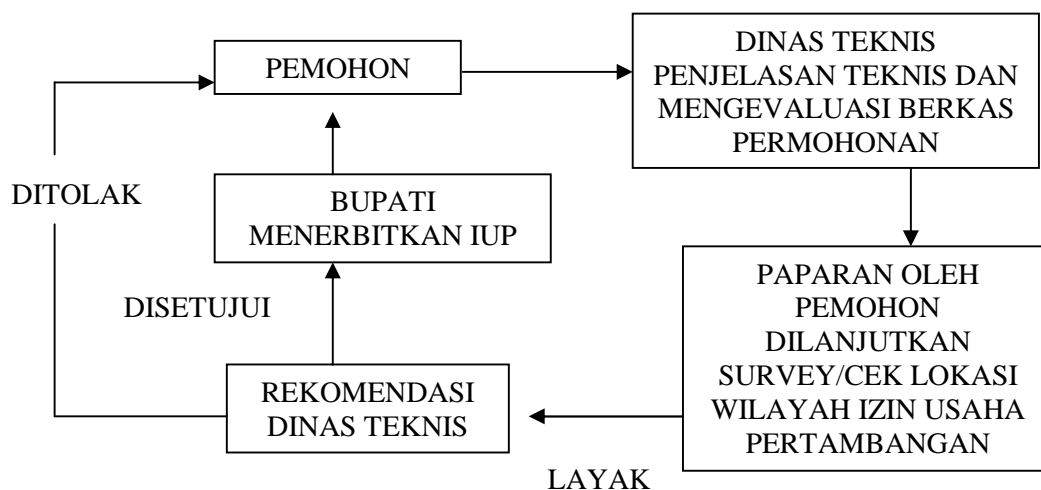 PEMOHON
DINAS TEKNIS
PENJELASAN TEKNIS DAN
MENGEVALUASI BERKAS
PERMOHONAN
DITOLAK
BUPATI
MENERBITKAN IUP
DISETUJUI
PAPARAN OLEH
PEMOHON
DILANJUTKAN
SURVEY/CEK LOKASI
WILAYAH IZIN USAHA
PERTAMBANGAN
REKOMENDASI
DINAS TEKNIS
LAYAK